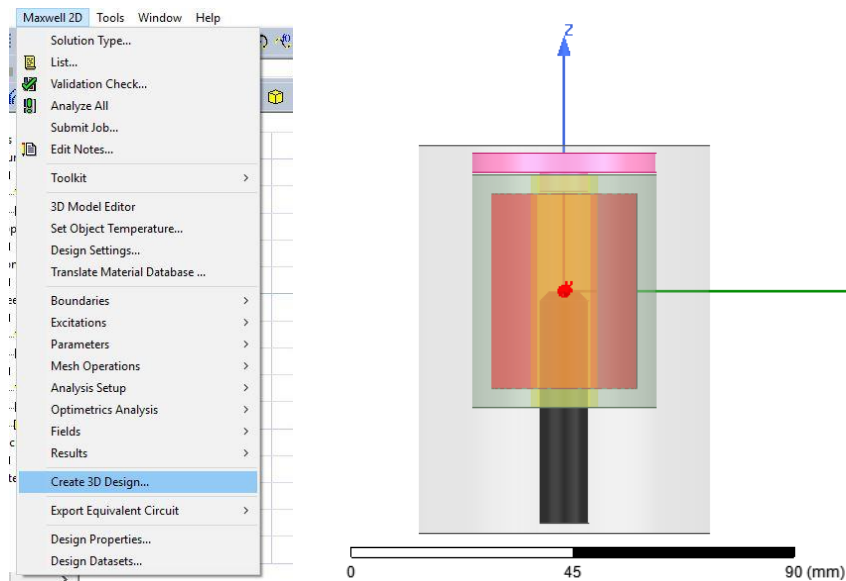 Maxwell 2D Tools Window Help
Solution Type...
List...
Validation Check...
Analyze All
Submit Job...
Edit Notes...
Toolkit
3D Model Editor
Set Object Temperature...
Design Settings...
Translate Material Database ...
Boundaries
Excitations
Parameters
Mesh Operations
Analysis Setup
Optimetrics Analysis
Fields
Results
Create 3D Design...
Export Equivalent Circuit
Design Properties...
Design Datasets...
Z
0 45 90 (mm)